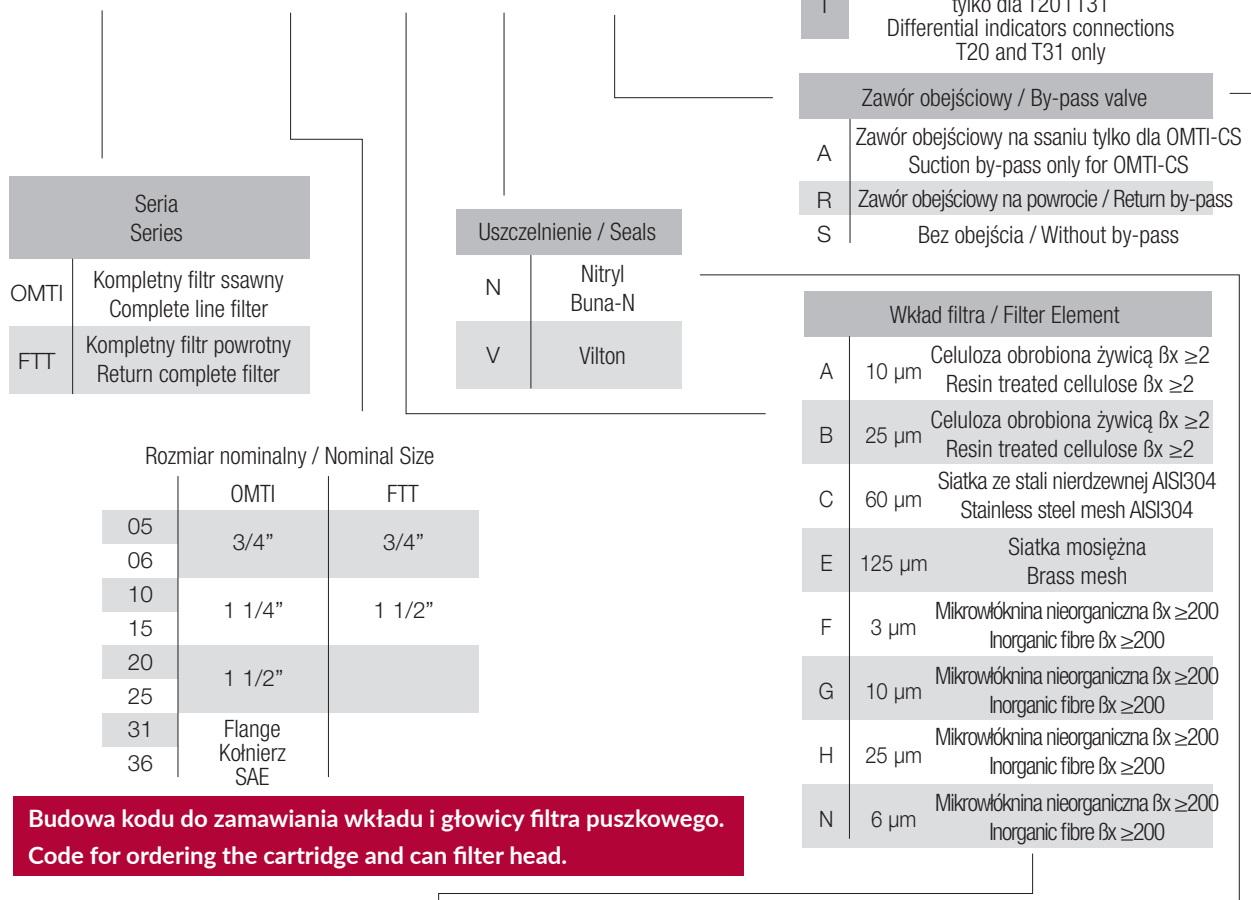 T
tylko dla T20 i T31
Differential indicators connections
T20 and T31 only
Zawór obejściowy / By-pass valve
A Zawór obejściowy na ssaniu tylko dla OMTI-CS
Suction by-pass only for OMTI-CS
R Zawór obejściowy na powrocie / Return by-pass
S Bez obejścia / Without by-pass
Seria
Series
OMTI Kompletny filtr ssawny
Complete line filter
FTT Kompletny filtr powrotny
Return complete filter
Uszczelnienie / Seals
N Nitryl
Buna-N
V Vilton
Wkład filtra / Filter Element
A 10 µm Celuloza obrobiona żywicą ßx ≥2
Resin treated cellulose ßx ≥2
B 25 µm Celuloza obrobiona żywicą ßx ≥2
Resin treated cellulose ßx ≥2
C 60 µm Siatka ze stali nierdzewnej AISI304
Stainless steel mesh AISI304
E 125 µm Siatka mosiężna
Brass mesh
F 3 µm Mikrowłóknina nieorganiczna ßx ≥200
Inorganic fibre ßx ≥200
G 10 µm Mikrowłóknina nieorganiczna ßx ≥200
Inorganic fibre ßx ≥200
H 25 µm Mikrowłóknina nieorganiczna ßx ≥200
Inorganic fibre ßx ≥200
N 6 µm Mikrowłóknina nieorganiczna ßx ≥200
Inorganic fibre ßx ≥200
Rozmiar nominalny / Nominal Size
OMTI FTT
05
3/4” 3/4”
06
10
1 1/4” 1 1/2”
15
20
1 1/2”
25
31 Flange
Kołnierz
36 SAE
Budowa kodu do zamawiania wkładu i głowicy filtra puszkowego.
Code for ordering the cartridge and can filter head.